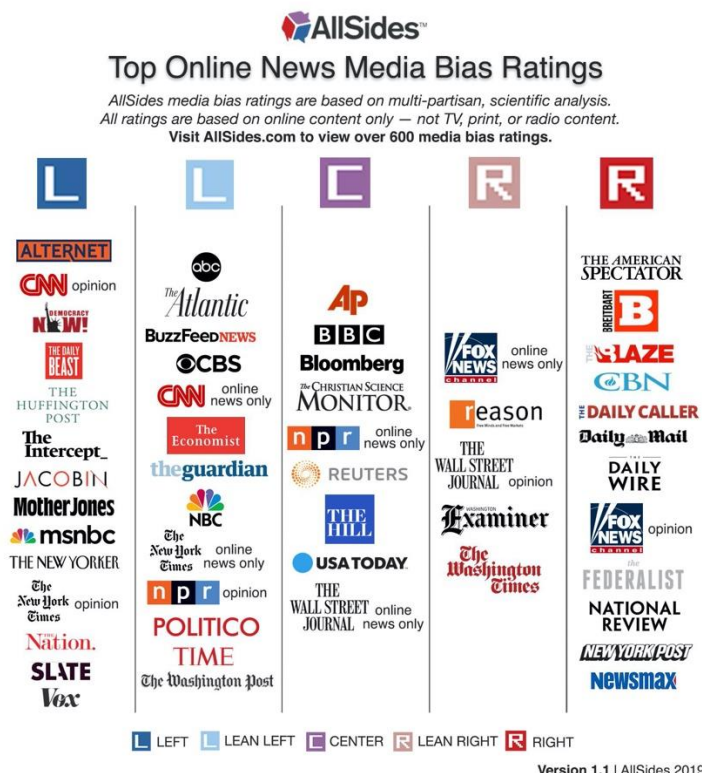 AllSides™
Top Online News Media Bias Ratings
AllSides media bias ratings are based on multi-partisan, scientific analysis.
All ratings are based on online content only — not TV, print, or radio content.
Visit AllSides.com to view over 600 media bias ratings.
L
L
C
R
R
ALTERNET
CNN opinion
DEMOCRACY
NOW!
THE DAILY
BEAST
THE
HUFFINGTON
POST
The
Intercept_
JACOBIN
MotherJones
msnbc
THE NEW YORKER
The
New York
Times
opinion
THE
Nation.
SLATE
Vox
abc
The
Atlantic
BUZZFEEDNEWS
CBS
CNN
online
news only
The
Economist
theguardian
NBC
The
New York
Times
online
news only
npr opinion
POLITICO
TIME
The Washington Post
AP
BBC
Bloomberg
The CHRISTIAN SCIENCE
MONITOR
npr
online
news only
REUTERS
THE
HILL
USA TODAY
THE
WALL STREET
JOURNAL
online
news only
FOX
NEWS
channel
online
news only
reason
Free Minds and Free Markets
THE
WALL STREET
JOURNAL opinion
WASHINGTON
Examiner
The
Washington
Times
THE AMERICAN
SPECTATOR
BREITBART
B
THE BLAZE
CBN
THE DAILY CALLER
Daily Mail
THE
DAILY
WIRE
FOX
NEWS
channel
opinion
the
FEDERALIST
NATIONAL
REVIEW
NEW YORK POST
Newsmax
L LEFT L LEAN LEFT C CENTER R LEAN RIGHT R RIGHT
Version 1.1 | AllSides 2019